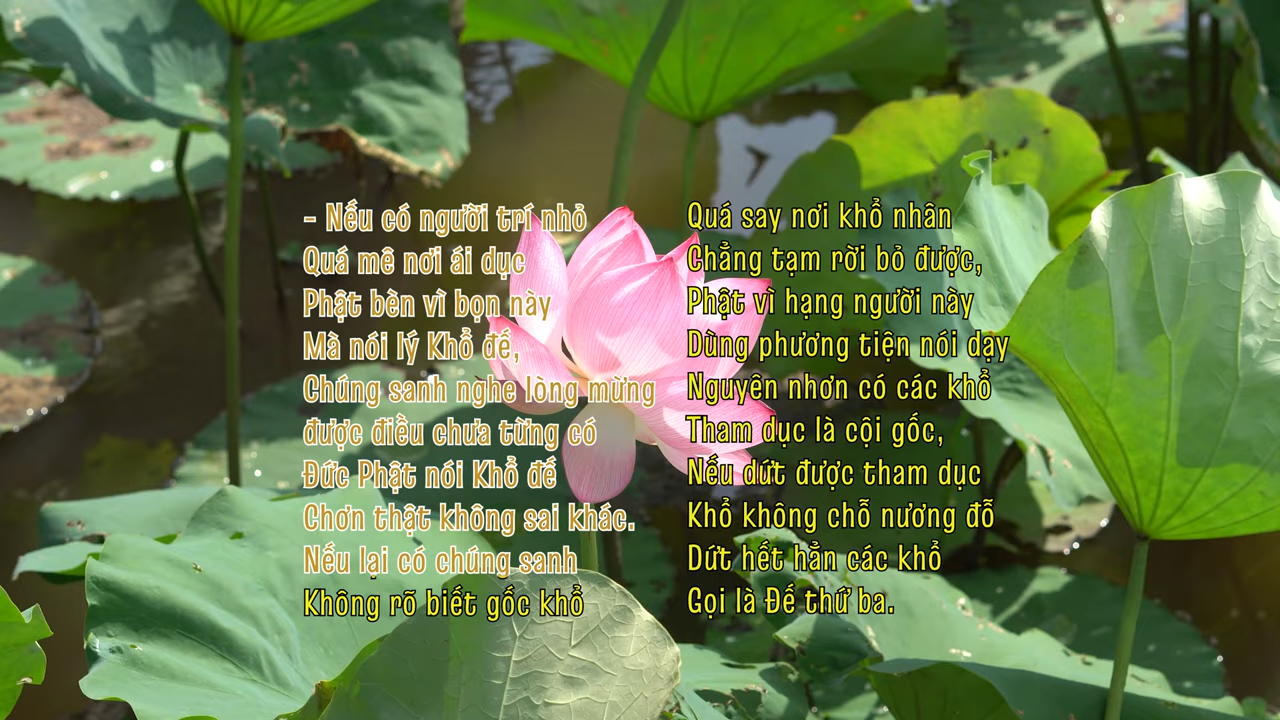 - Nếu có người trí nhỏ
Quá mê nơi ái dục
Phật bèn vì bọn này
Mà nói lý Khổ đế,
Chúng sanh nghe lòng mừng
được điều chưa từng có
Đức Phật nói Khổ đế
Chơn thật không sai khác.
Nếu lại có chúng sanh
Không rõ biết gốc khổ
Quá say nơi khổ nhân
Chẳng tạm rời bỏ được,
Phật vì hạng người này
Dùng phương tiện nói dạy
Nguyên nhơn có các khổ
Tham dục là cội gốc,
Nếu dứt được tham dục
Khổ không chỗ nương đỗ
Dứt hết hẳn các khổ
Gọi là Đế thứ ba.